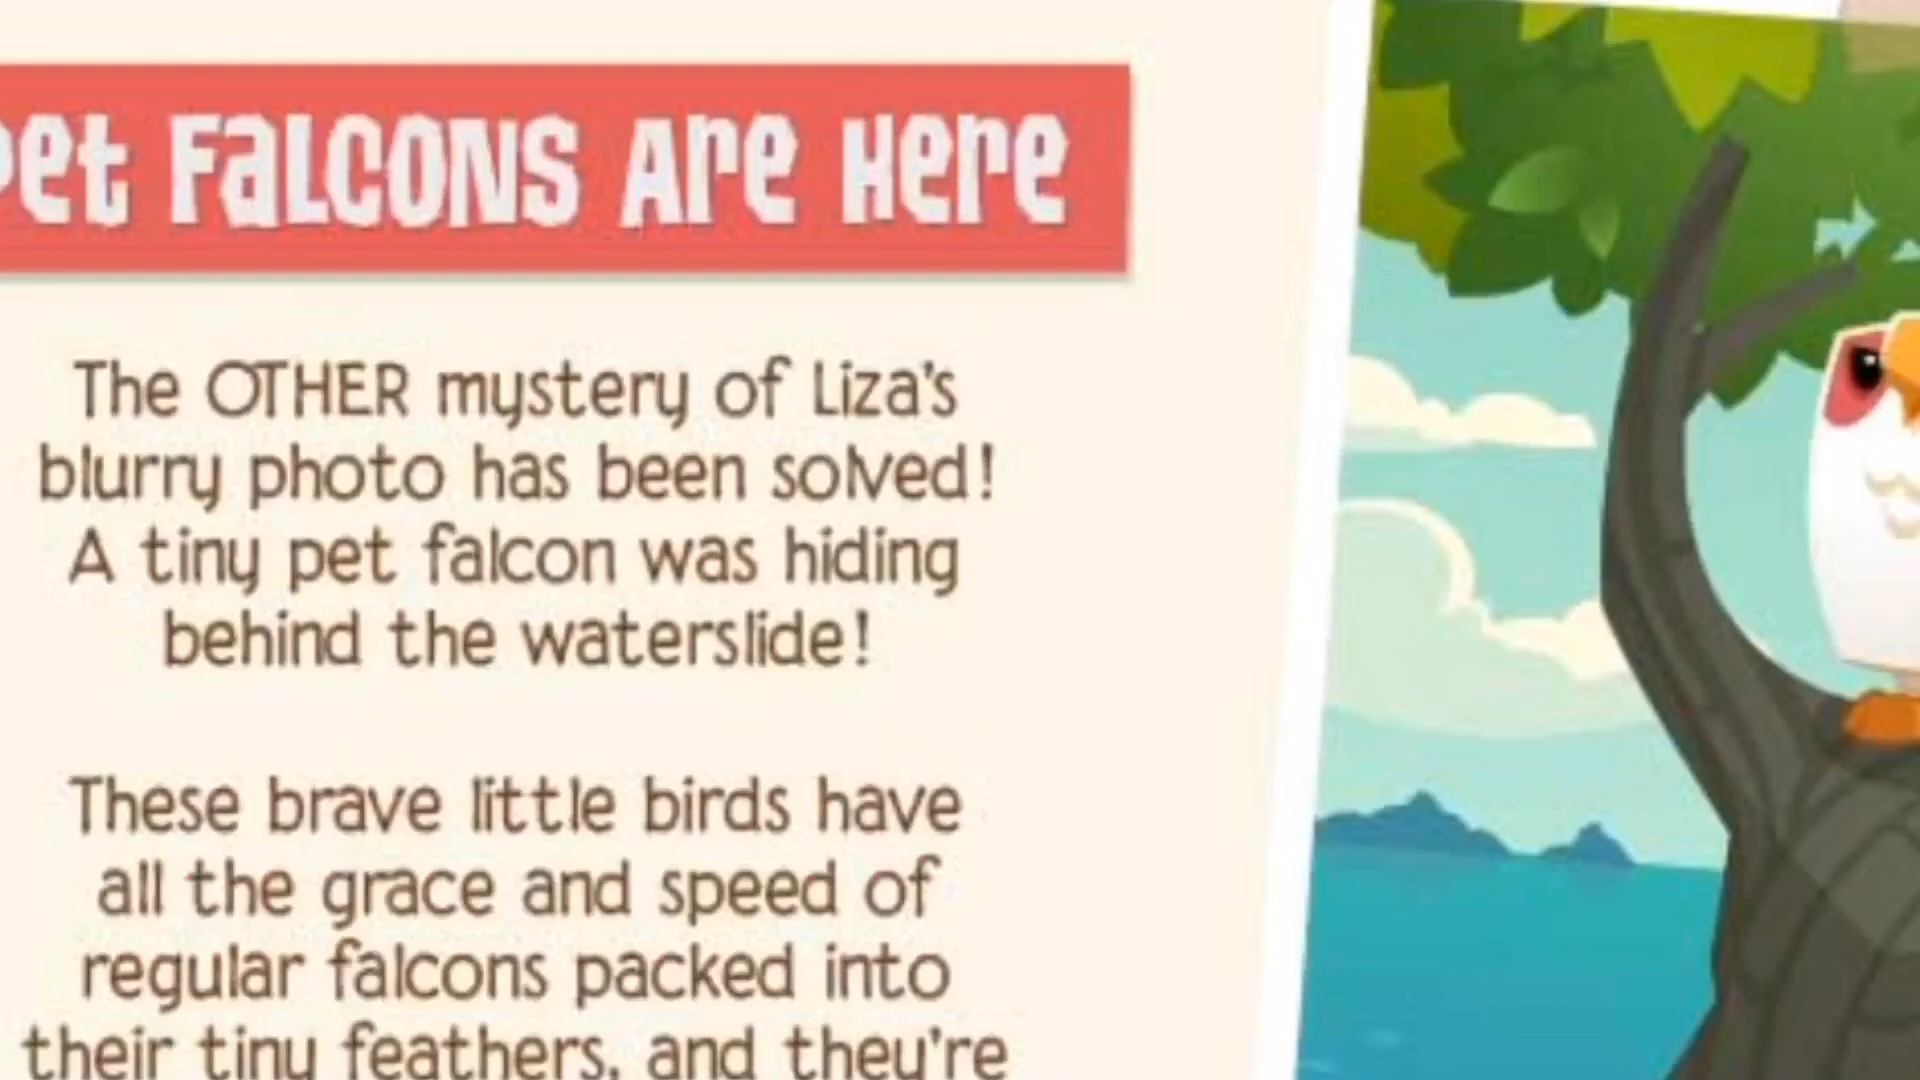 Pet Falcons Are Here
The OTHER mystery of Liza's
blurry photo has been solved!
A tiny pet falcon was hiding
behind the waterslide!
These brave little birds have
all the grace and speed of
regular falcons packed into
their tiny feathers, and they're